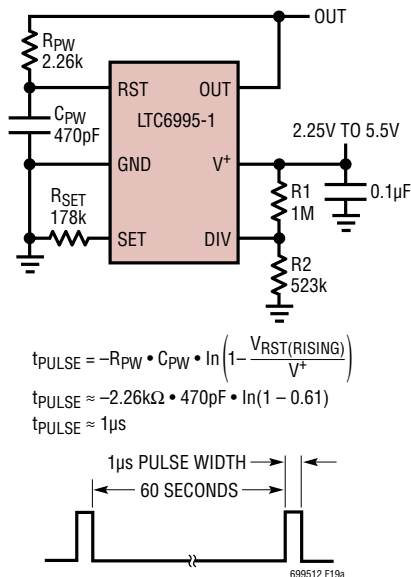 OUT
RPW
2.26k
RST
OUT
CPW
470pF
LTC6995-1
2.25V TO 5.5V
GND
V+
RSET
178k
R1
1M
0.1µF
SET
DIV
R2
523k
tPULSE = –RPW • CPW • ln(1– VRST(RISING)/V+)
tPULSE ≈ –2.26kΩ • 470pF • ln(1 – 0.61)
tPULSE ≈ 1µs
1µs PULSE WIDTH
60 SECONDS
699512 F19a